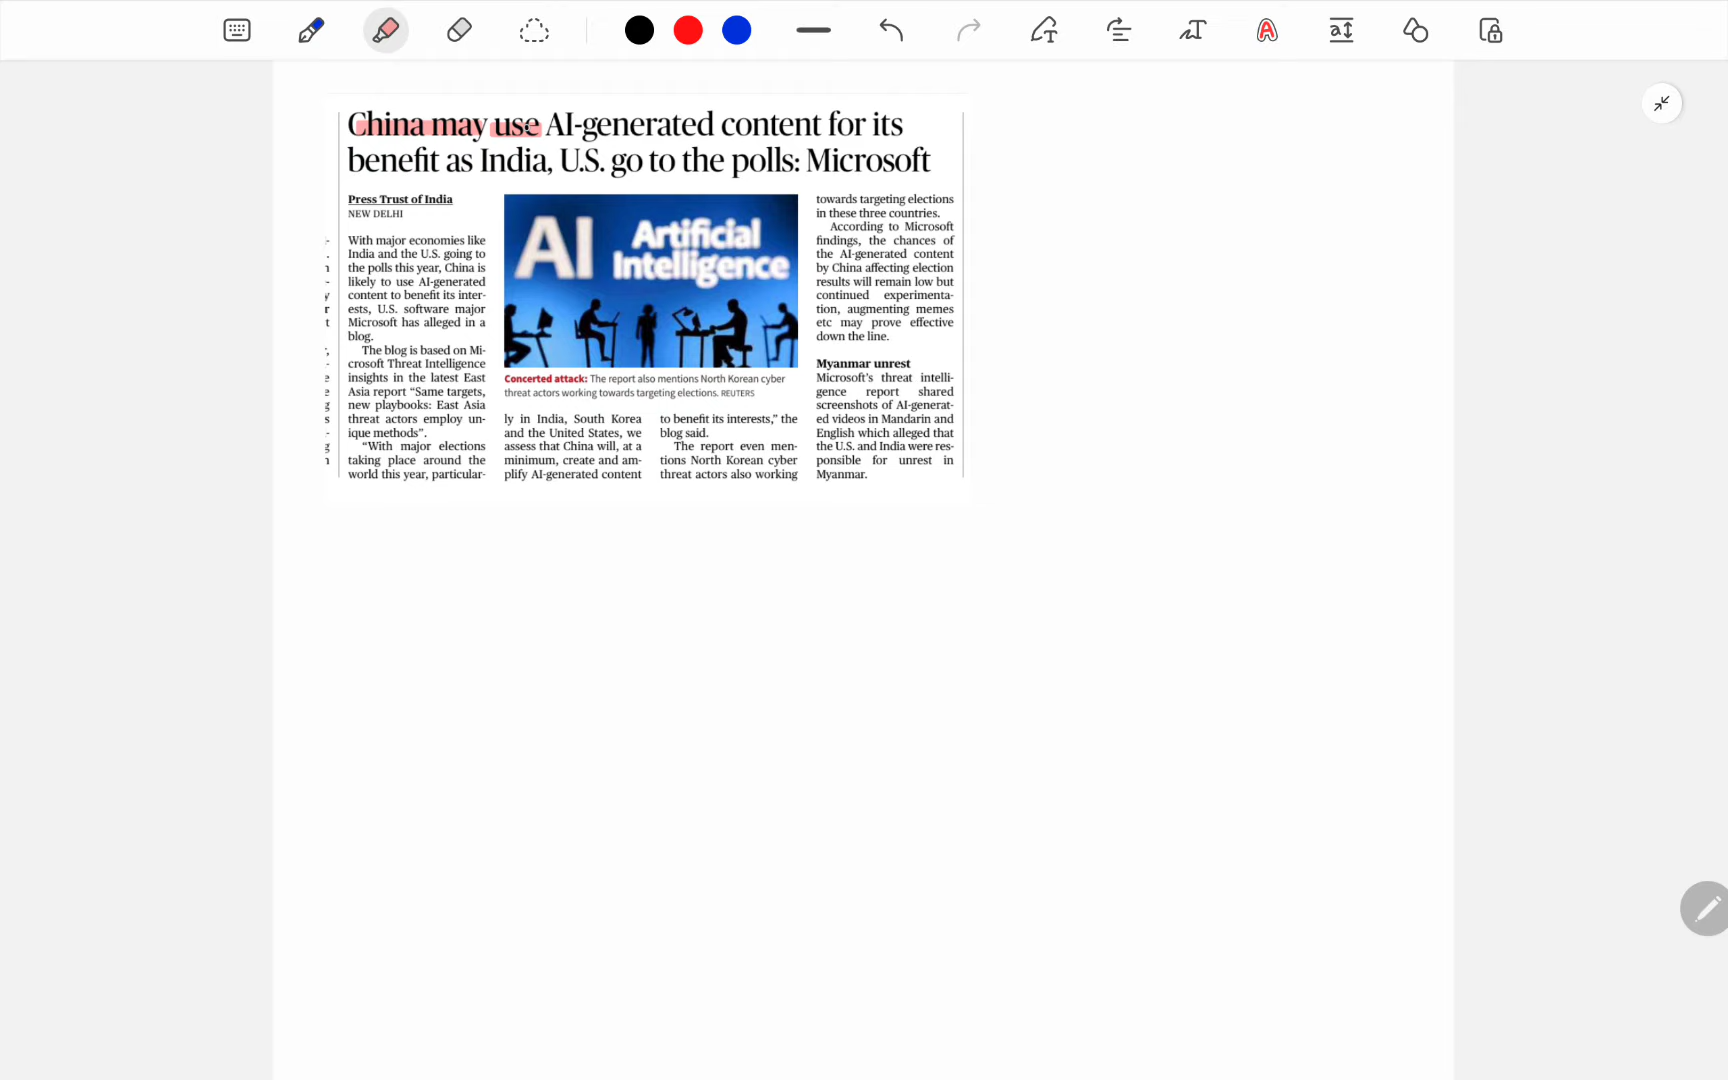 China may use AI-generated content for its
benefit as India, U.S. go to the polls: Microsoft
Press Trust of India
NEW DELHI
With major economies like
India and the U.S. going to
the polls this year, China is
likely to use AI-generated
content to benefit its inter-
ests, U.S. software major
Microsoft has alleged in a
blog.
The blog is based on Mi-
crosoft Threat Intelligence
insights in the latest East
Asia report “Same targets,
new playbooks: East Asia
threat actors employ un-
ique methods”.
“With major elections
taking place around the
world this year, particular-
AI Artificial
Intelligence
Concerted attack: The report also mentions North Korean cyber
threat actors working towards targeting elections. REUTERS
ly in India, South Korea
and the United States, we
assess that China will, at a
minimum, create and am-
plify AI-generated content
to benefit its interests,” the
blog said.
The report even men-
tions North Korean cyber
threat actors also working
towards targeting elections
in these three countries.
According to Microsoft
findings, the chances of
the AI-generated content
by China affecting election
results will remain low but
continued experimenta-
tion, augmenting memes
etc may prove effective
down the line.
Myanmar unrest
Microsoft’s threat intelli-
gence report shared
screenshots of AI-generat-
ed videos in Mandarin and
English which alleged that
the U.S. and India were res-
ponsible for unrest in
Myanmar.